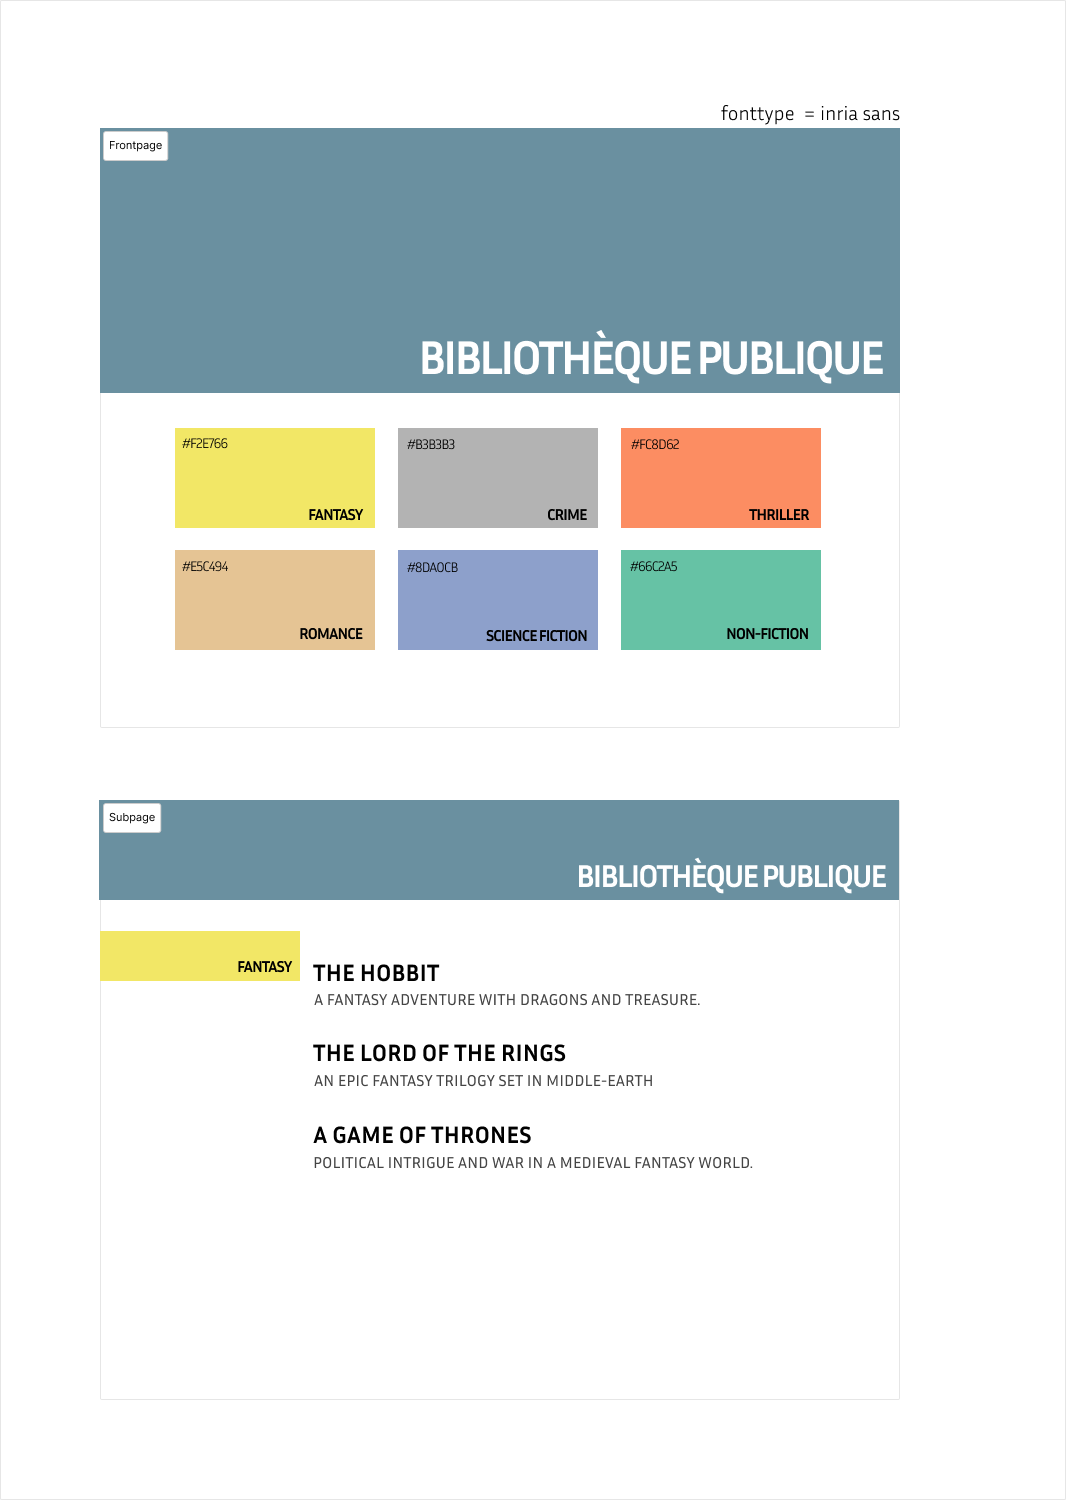 fonttype = inria sans
Frontpage
BIBLIOTHÈQUE PUBLIQUE
#F2E766
#B3B3B3
#FC8D62
FANTASY
CRIME
THRILLER
#E5C494
#8DA0CB
#66C2A5
ROMANCE
SCIENCE FICTION
NON-FICTION
Subpage
BIBLIOTHÈQUE PUBLIQUE
FANTASY
THE HOBBIT
A FANTASY ADVENTURE WITH DRAGONS AND TREASURE.
THE LORD OF THE RINGS
AN EPIC FANTASY TRILOGY SET IN MIDDLE-EARTH
A GAME OF THRONES
POLITICAL INTRIGUE AND WAR IN A MEDIEVAL FANTASY WORLD.